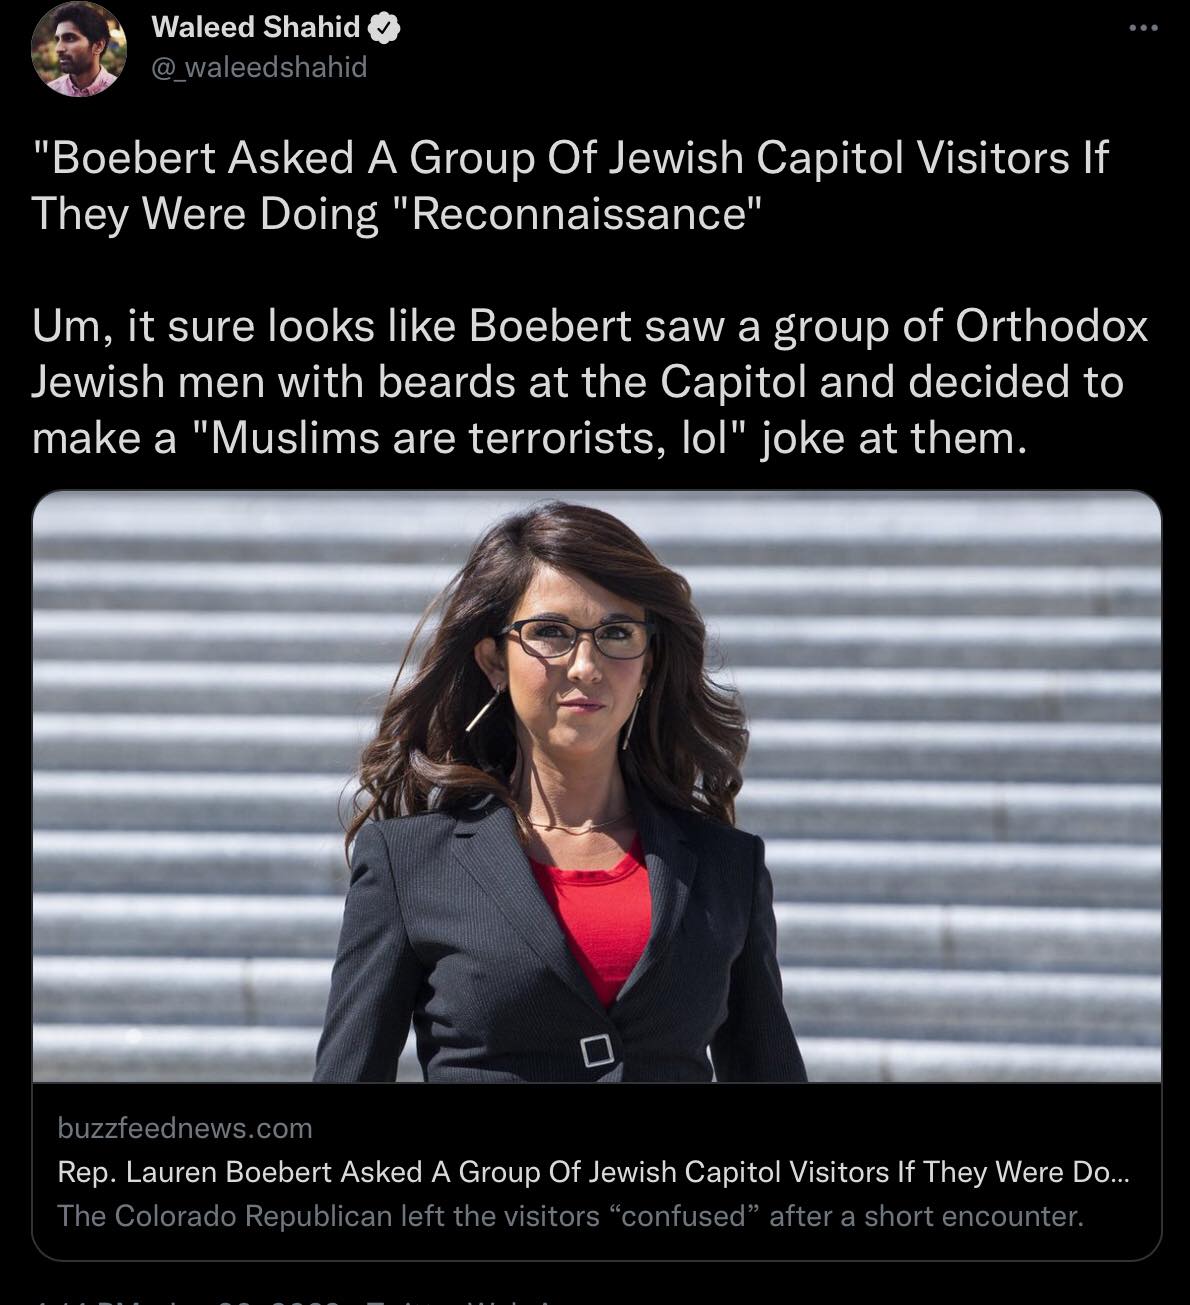 Waleed Shahid
@_waleedshahid
"Boebert Asked A Group Of Jewish Capitol Visitors If
They Were Doing "Reconnaissance"
Um, it sure looks like Boebert saw a group of Orthodox
Jewish men with beards at the Capitol and decided to
make a "Muslims are terrorists, lol" joke at them.
buzzfeednews.com
Rep. Lauren Boebert Asked A Group Of Jewish Capitol Visitors If They Were Do...
The Colorado Republican left the visitors “confused” after a short encounter.